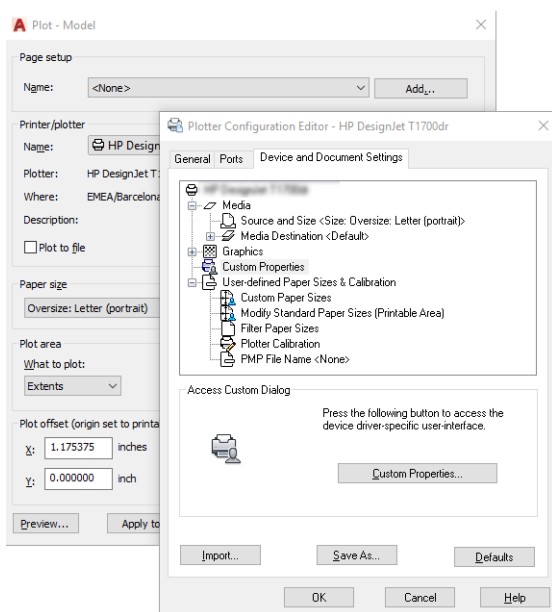 Plot - Model
Page setup
Name:
<None>
Add...
Printer/plotter
Name:
HP Design
Plotter:
HP DesignJet T1
Where:
EMEA/Barcelona
Description:
Plot to file
Paper size
Oversize: Letter (portrait)
Plot area
What to plot:
Extents
Plot offset (origin set to printa
X:
1.175375
inches
Y:
0.000000
inch
Preview...
Apply to
Plotter Configuration Editor - HP DesignJet T1700dr
General
Ports
Device and Document Settings
Media
Source and Size <Size: Oversize: Letter (portrait)>
Media Destination <Default>
Graphics
Custom Properties
User-defined Paper Sizes & Calibration
Custom Paper Sizes
Modify Standard Paper Sizes (Printable Area)
Filter Paper Sizes
Plotter Calibration
PMP File Name <None>
Access Custom Dialog
Press the following button to access the
device driver-specific user-interface.
Custom Properties...
Import...
Save As...
Defaults
OK
Cancel
Help